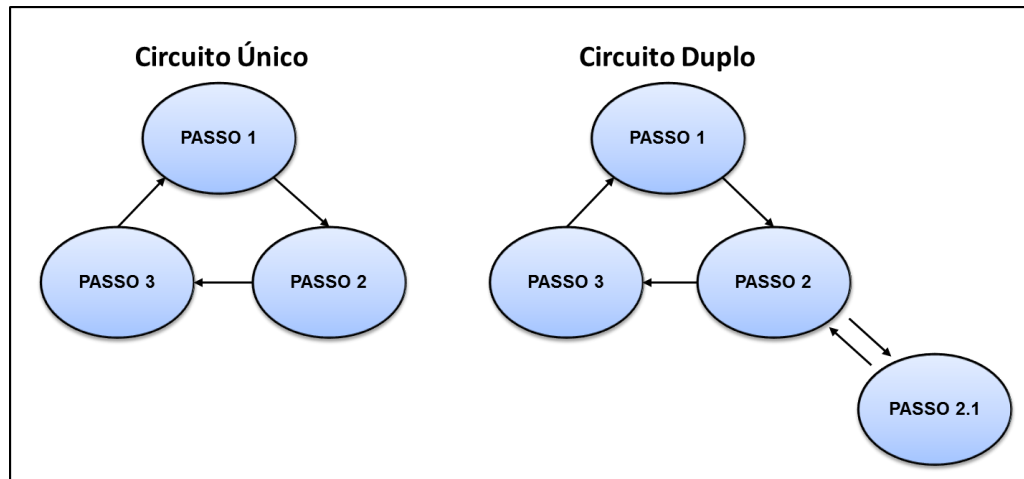 Circuito Único
PASSO 1
PASSO 3
PASSO 2
Circuito Duplo
PASSO 1
PASSO 3
PASSO 2
PASSO 2.1